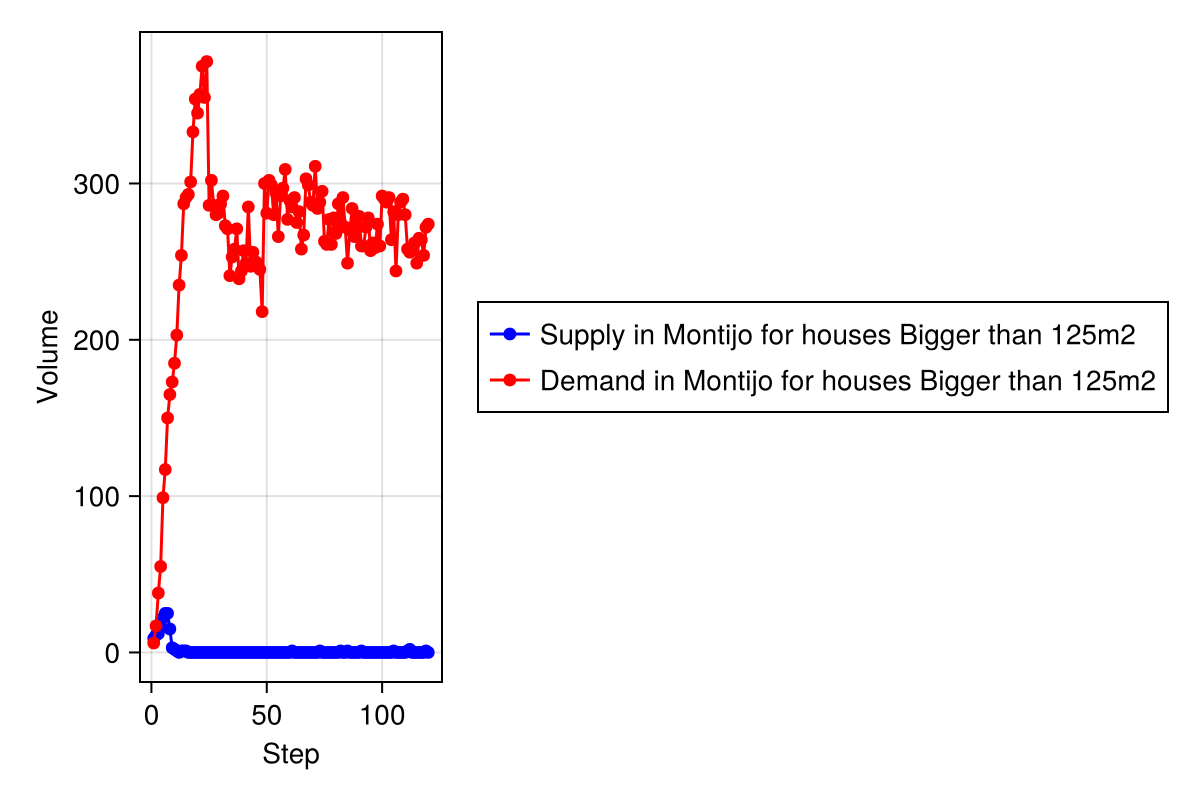 300
200
100
0
Volume
0 50 100
Step
Supply in Montijo for houses Bigger than 125m2
Demand in Montijo for houses Bigger than 125m2